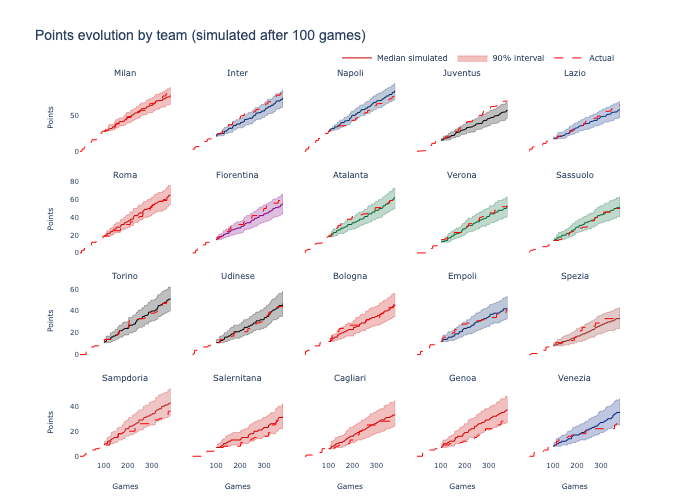 Points evolution by team (simulated after 100 games)
Median simulated 90% interval Actual
Milan Inter Napoli Juventus Lazio
Points
50
0
Roma Fiorentina Atalanta Verona Sassuolo
Points
80
60
40
20
0
Torino Udinese Bologna Empoli Spezia
Points
60
40
20
0
Sampdoria Salernitana Cagliari Genoa Venezia
Points
40
20
0
100 200 300 100 200 300 100 200 300 100 200 300 100 200 300
Games Games Games Games Games